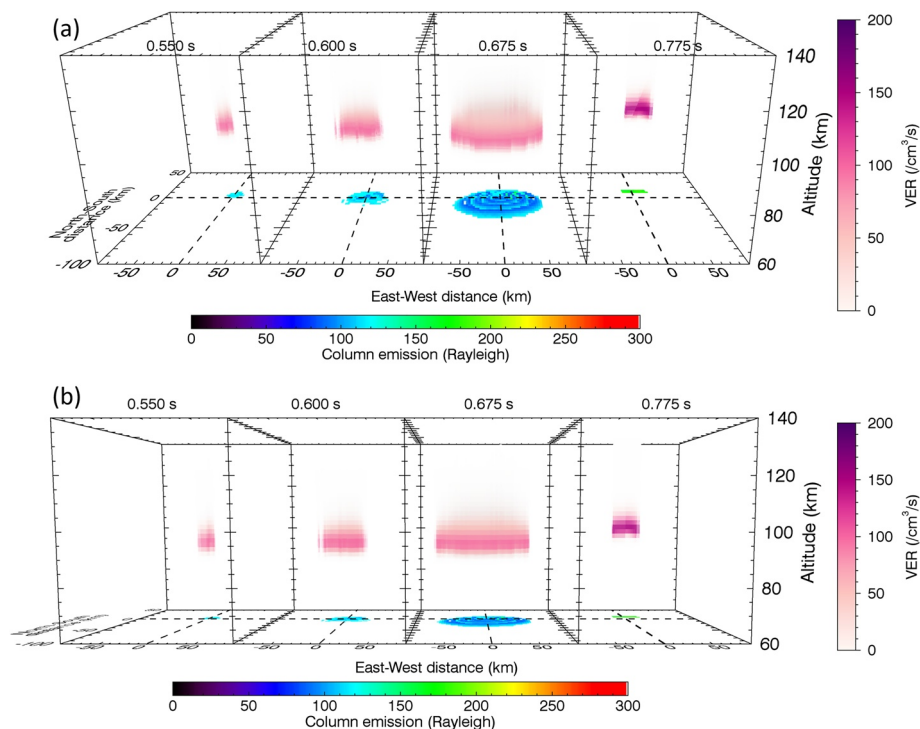 (a)
0.550 s
0.600 s
0.675 s
0.775 s
140
120
100
80
60
Altitude (km)
50
0
-50
-100
North-South
distance (km)
-50 0 50 -50 0 50 -50 0 50 -50 0 50
East-West distance (km)
0 50 100 150 200 250 300
Column emission (Rayleigh)
200
150
100
50
0
VER (/cm³/s)
(b)
0.550 s
0.600 s
0.675 s
0.775 s
140
120
100
80
60
Altitude (km)
-100
-50 0 50 -50 0 50 -50 0 50 -50 0 50
East-West distance (km)
0 50 100 150 200 250 300
Column emission (Rayleigh)
200
150
100
50
0
VER (/cm³/s)